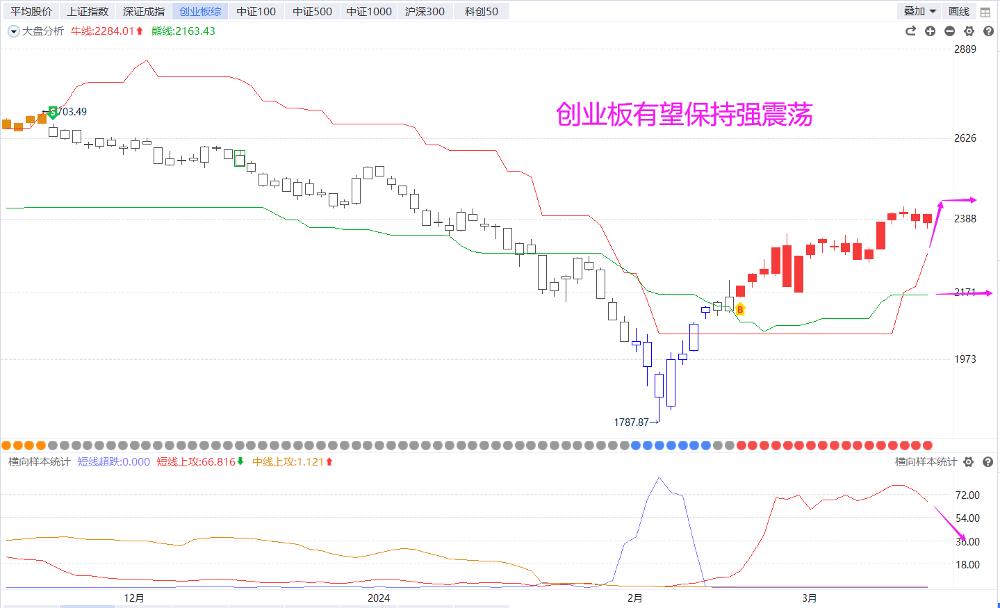 平均股价 上证指数 深证成指 创业板综 中证100 中证500 中证1000 沪深300 科创50 叠加 画线
大盘分析 牛线:2284.01 熊线:2163.43
2889
创业板有望保持强震荡
703.49
S
2626
2388
2171
B
1973
1787.87
横向样本统计 短线超跌:0.000 短线上攻:66.816 中线上攻:1.121 横向样本统计
72.00
54.00
36.00
18.00
12月 2024 2月 3月